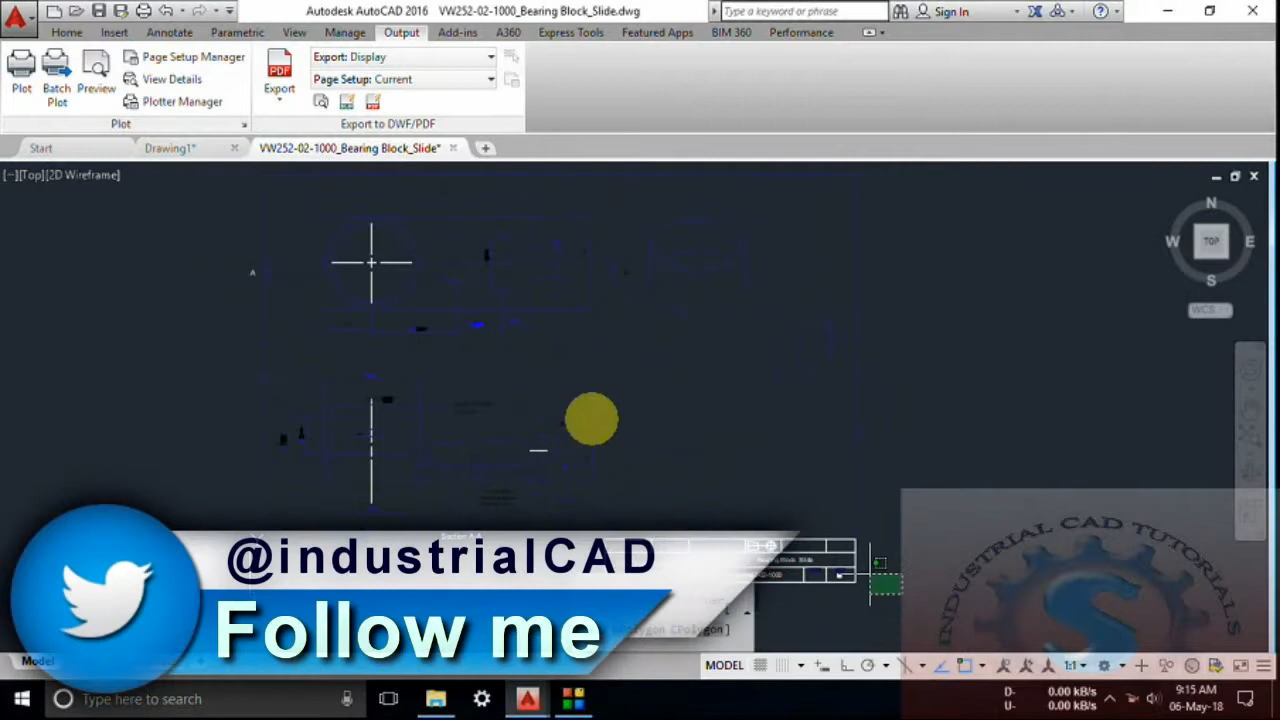 Autodesk AutoCAD 2016 VW252-02-1000_Bearing Block_Slide.dwg
Type a keyword or phrase
Sign In
Home Insert Annotate Parametric View Manage Output Add-ins A360 Express Tools Featured Apps BIM 360 Performance
Plot
Batch Plot
Preview
Page Setup Manager
View Details
Plotter Manager
Export
Export: Display
Page Setup: Current
Plot
Export to DWF/PDF
Start
Drawing1*
VW252-02-1000_Bearing Block_Slide*
[−][Top][2D Wireframe]
N
W TOP E
S
WCS
A
@industrialCAD
Follow me
CPolygon]
INDUSTRIAL CAD TUTORIALS
Model
MODEL
1:1
Type here to search
D- 0.00 kB/s
U- 0.00 kB/s
9:15 AM
06-May-18